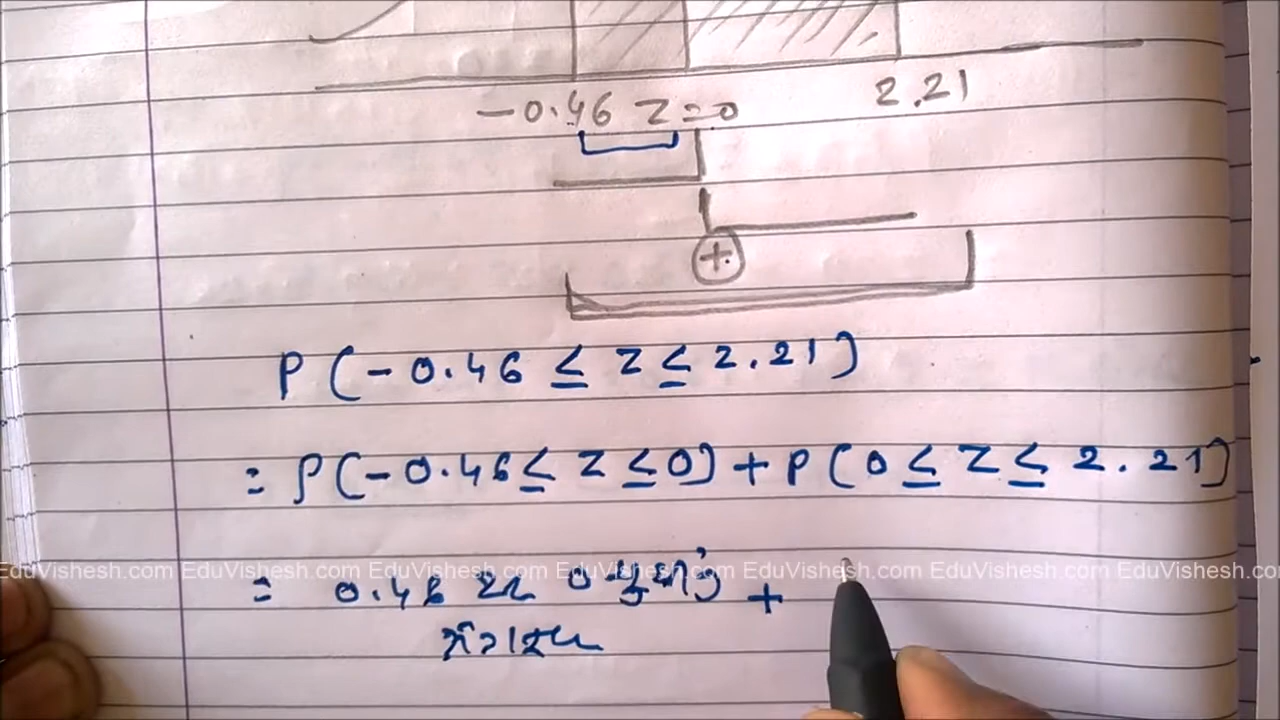 -0.46 Z=0 2.21
+
P(-0.46 ≤ Z ≤ 2.21)
= P(-0.46 ≤ Z ≤ 0) + P(0 ≤ Z ≤ 2.21)
EduVishesh.com EduVishesh.com EduVishesh.com EduVishesh.com EduVishesh.com EduVishesh.com EduVishesh.com
= 0.46 0 +